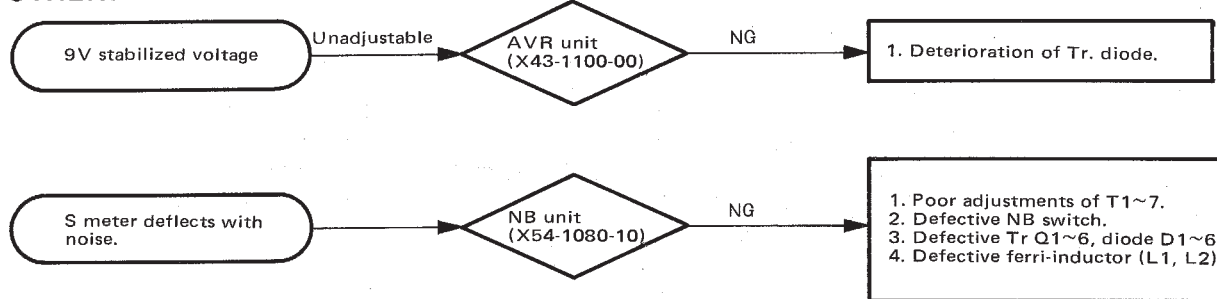 9V stabilized voltage
Unadjustable
AVR unit
(X43-1100-00)
NG
1. Deterioration of Tr. diode.
S meter deflects with
noise.
NB unit
(X54-1080-10)
NG
1. Poor adjustments of T1~7.
2. Defective NB switch.
3. Defective Tr Q1~6, diode D1~6
4. Defective ferri-inductor (L1, L2)